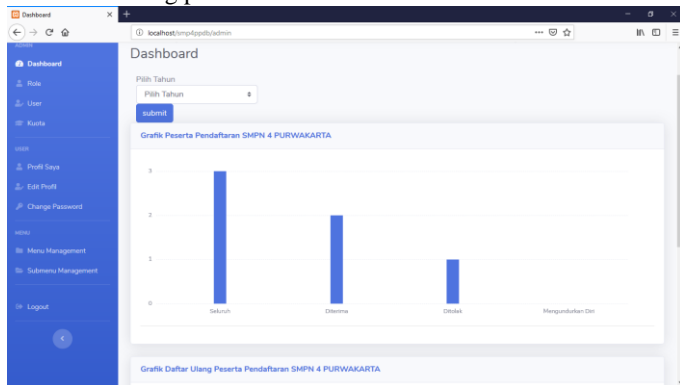 Dashboard
localhost/smp4ppdb/admin
ADMIN
Dashboard
Role
User
Kuota
USER
Profil Saya
Edit Profil
Change Password
MENU
Menu Management
Submenu Management
Logout
Dashboard
Pilih Tahun
Pilih Tahun
submit
Grafik Peserta Pendaftaran SMPN 4 PURWAKARTA
3
2
1
0
Seluruh
Diterima
Ditolak
Mengundurkan Diri
Grafik Daftar Ulang Peserta Pendaftaran SMPN 4 PURWAKARTA